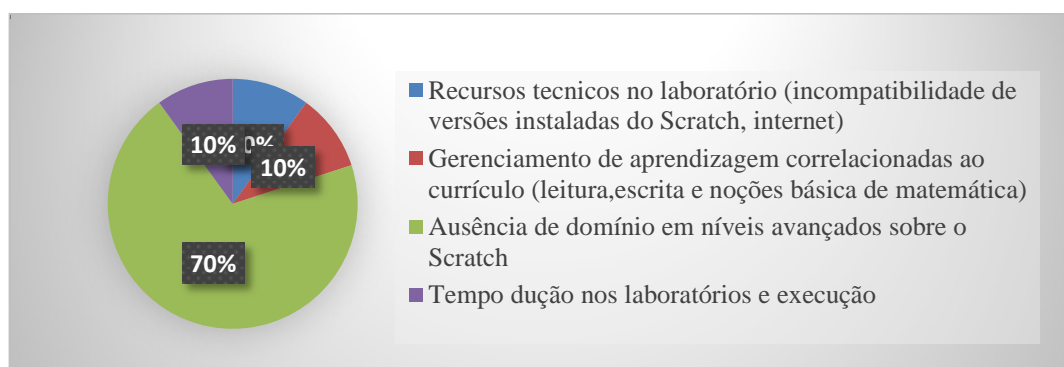 Recursos tecnicos no laboratório (incompatibilidade de
versões instaladas do Scratch, internet)
Gerenciamento de aprendizagem correlacionadas ao
currículo (leitura,escrita e noções básica de matemática)
Ausência de domínio em níveis avançados sobre o
Scratch
Tempo dução nos laboratórios e execução
10%
10%
70%